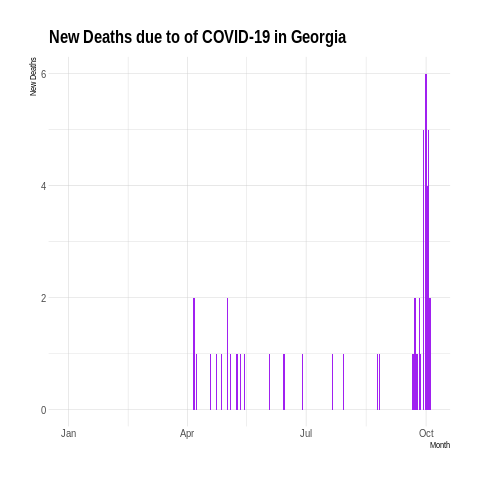 New Deaths due to of COVID-19 in Georgia
New Deaths
6
4
2
0
Jan Apr Jul Oct
Month